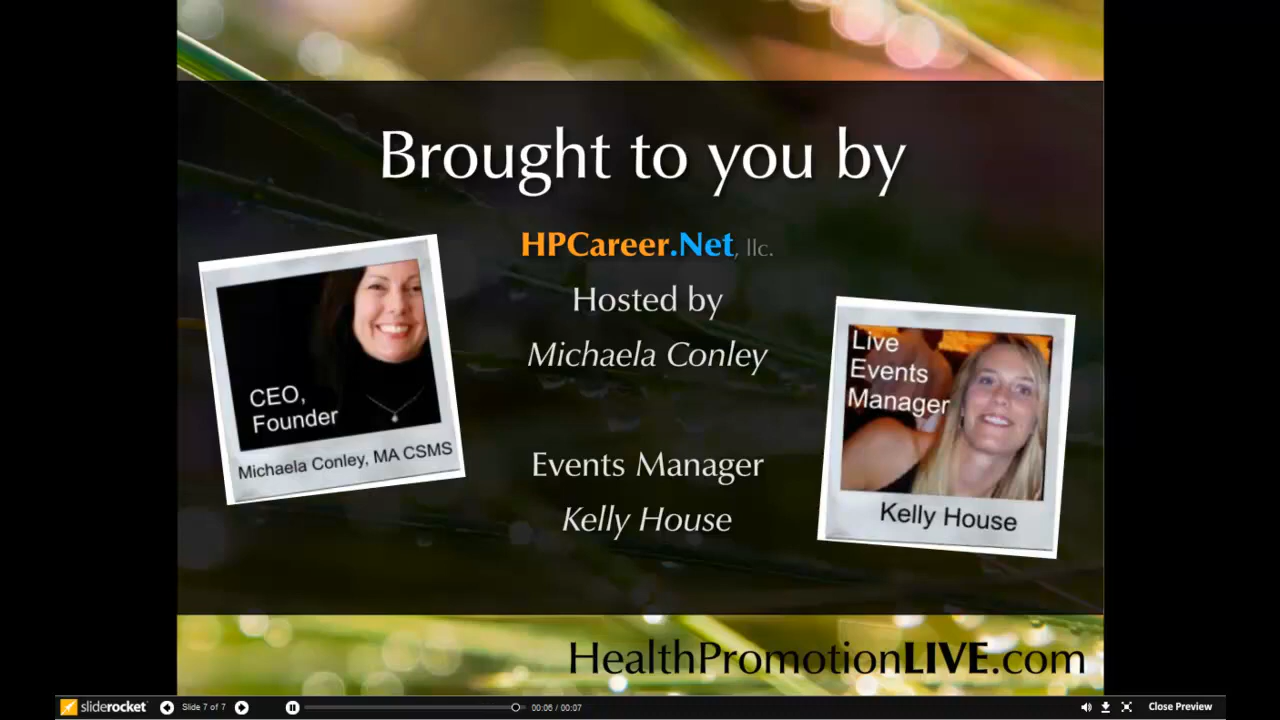 Brought to you by
HPCareer.Net, llc.
Hosted by
Michaela Conley
Events Manager
Kelly House
CEO,
Founder
Michaela Conley, MA CSMS
Live
Events
Manager
Kelly House
HealthPromotionLIVE.com
sliderocket
Slide 7 of 7
00:06 / 00:07
Close Preview